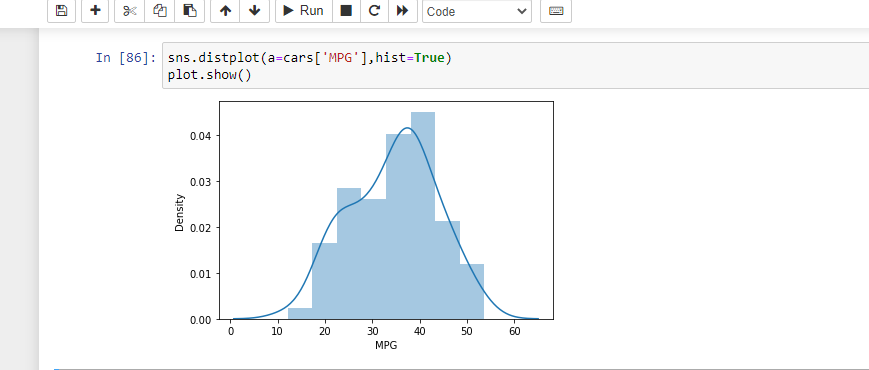 Run
Code
In [86]:
sns.distplot(a=cars['MPG'],hist=True)
plot.show()
0.04
0.03
0.02
0.01
0.00
Density
0 10 20 30 40 50 60
MPG